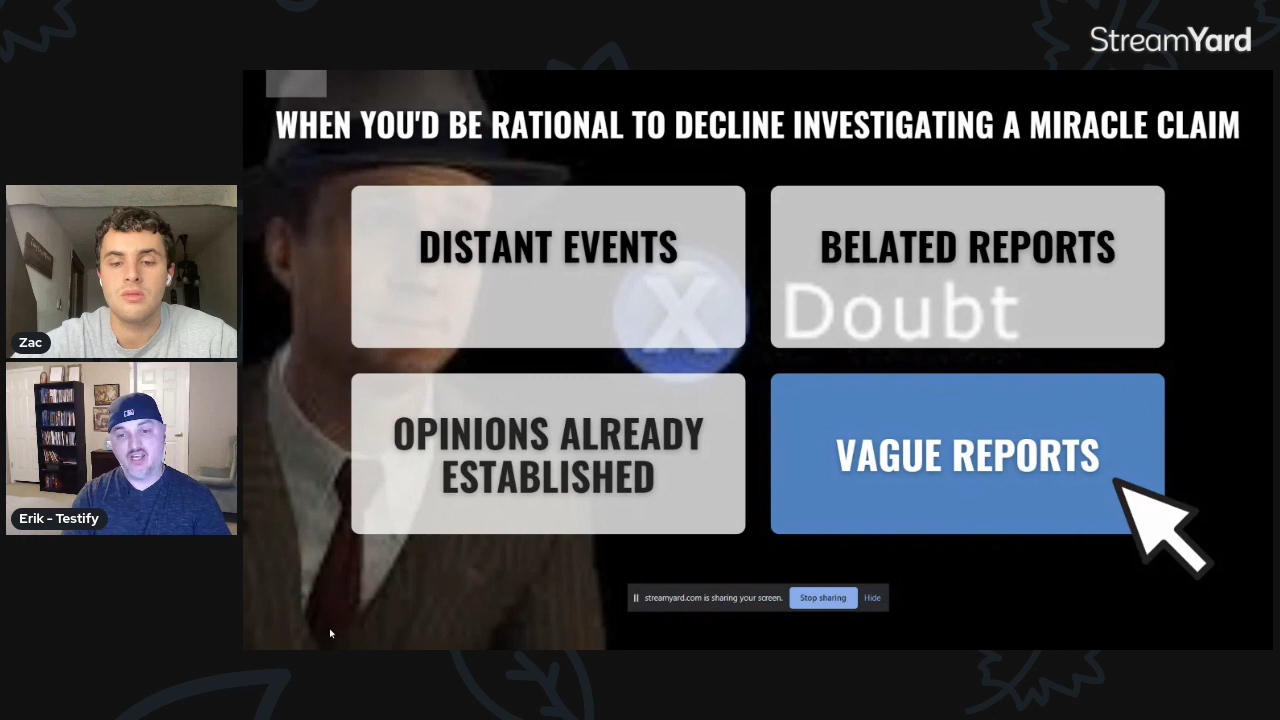 StreamYard
WHEN YOU'D BE RATIONAL TO DECLINE INVESTIGATING A MIRACLE CLAIM
DISTANT EVENTS
BELATED REPORTS
X
Doubt
OPINIONS ALREADY
ESTABLISHED
VAGUE REPORTS
Zac
Erik - Testify
streamyard.com is sharing your screen.
Stop sharing
Hide